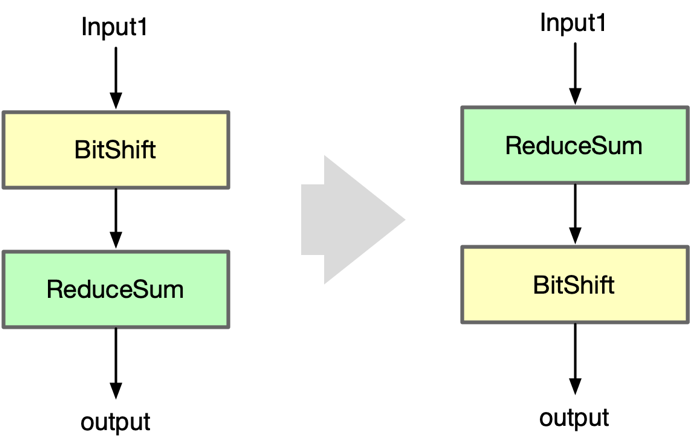 Input1
BitShift
ReduceSum
output
Input1
ReduceSum
BitShift
output